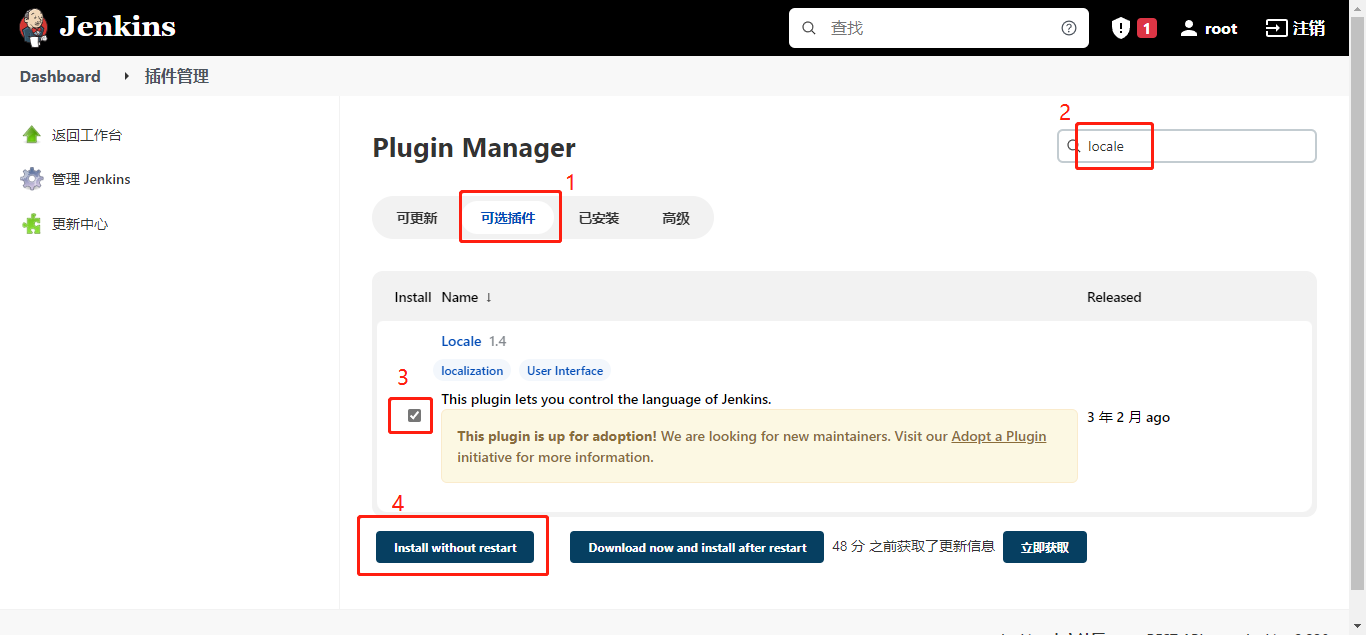 Jenkins
查找
1
root
注销
Dashboard
插件管理
返回工作台
管理 Jenkins
更新中心
Plugin Manager
2
locale
1
可更新
可选插件
已安装
高级
Install Name ↓ Released
Locale 1.4
localization User Interface
3
This plugin lets you control the language of Jenkins.
3 年 2 月 ago
This plugin is up for adoption! We are looking for new maintainers. Visit our Adopt a Plugin
initiative for more information.
4
Install without restart
Download now and install after restart
48 分 之前获取了更新信息
立即获取